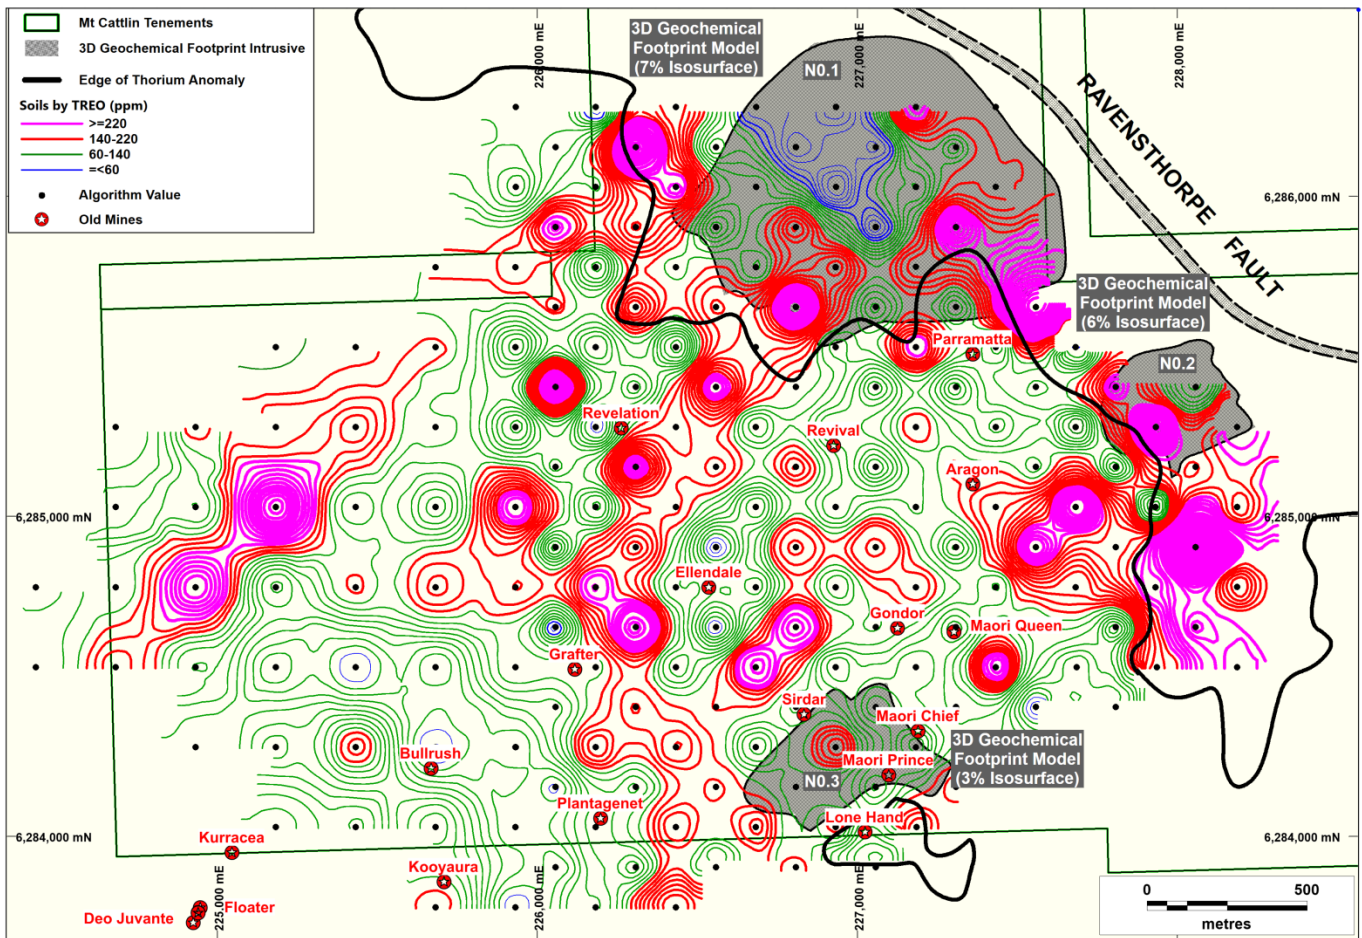 Mt Cattlin Tenements
3D Geochemical Footprint Intrusive
Edge of Thorium Anomaly
Soils by TREO (ppm)
>=220
140-220
60-140
=<60
Algorithm Value
Old Mines
226,000 mE
3D Geochemical
Footprint Model
(7% Isosurface)
N0.1
227,000 mE
228,000 mE
RAVENSTHORPE FAULT
6,286,000 mN
3D Geochemical
Footprint Model
(6% Isosurface)
Parramatta
N0.2
Revelation
Revival
Aragon
6,285,000 mN
6,285,000 mN
Ellendale
Gondor
Maori Queen
Grafter
Sirdar
Maori Chief
3D Geochemical
Footprint Model
(3% Isosurface)
Bullrush
Maori Prince
N0.3
Plantagenet
Lone Hand
6,284,000 mN
6,284,000 mN
Kurracea
Kooyaura
Floater
Deo Juvante
225,000 mE
226,000 mE
227,000 mE
0 500
metres